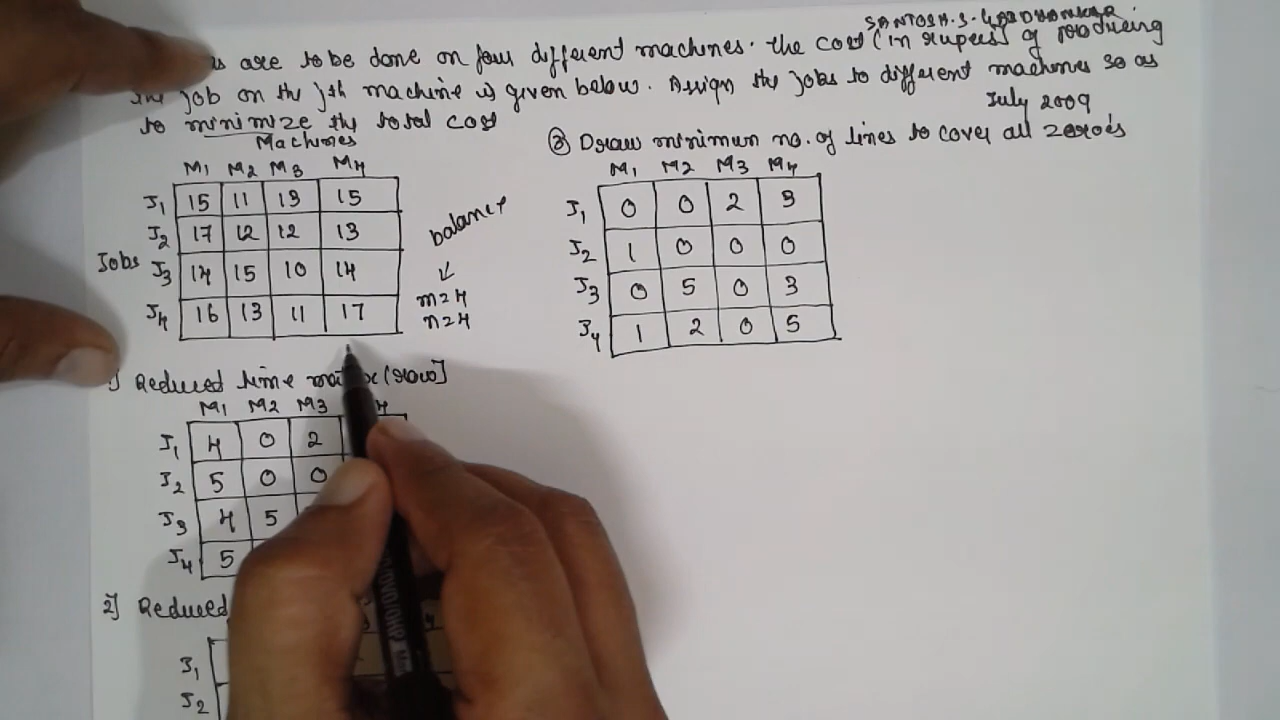 SANTOSH.S.
are to be done on four different machines. The cost (in rupees) of producing
job on the jth machine is given below. Assign the jobs to different machines so as
to minimize the total cost
July 2009
Machines
M1 M2 M3 M4
J1 15 11 13 15
J2 17 12 12 13
Jobs
J3 14 15 10 14
J4 16 13 11 17
balance
m=4
n=4
③ Draw minimum no. of lines to cover all zero's
M1 M2 M3 M4
J1 0 0 2 3
J2 1 0 0 0
J3 0 5 0 3
J4 1 2 0 5
Reduced time (row]
M1 M2 M3
J1 4 0 2
J2 5 0 0
J3 4 5
J4 5
2] Reduced
J1
J2